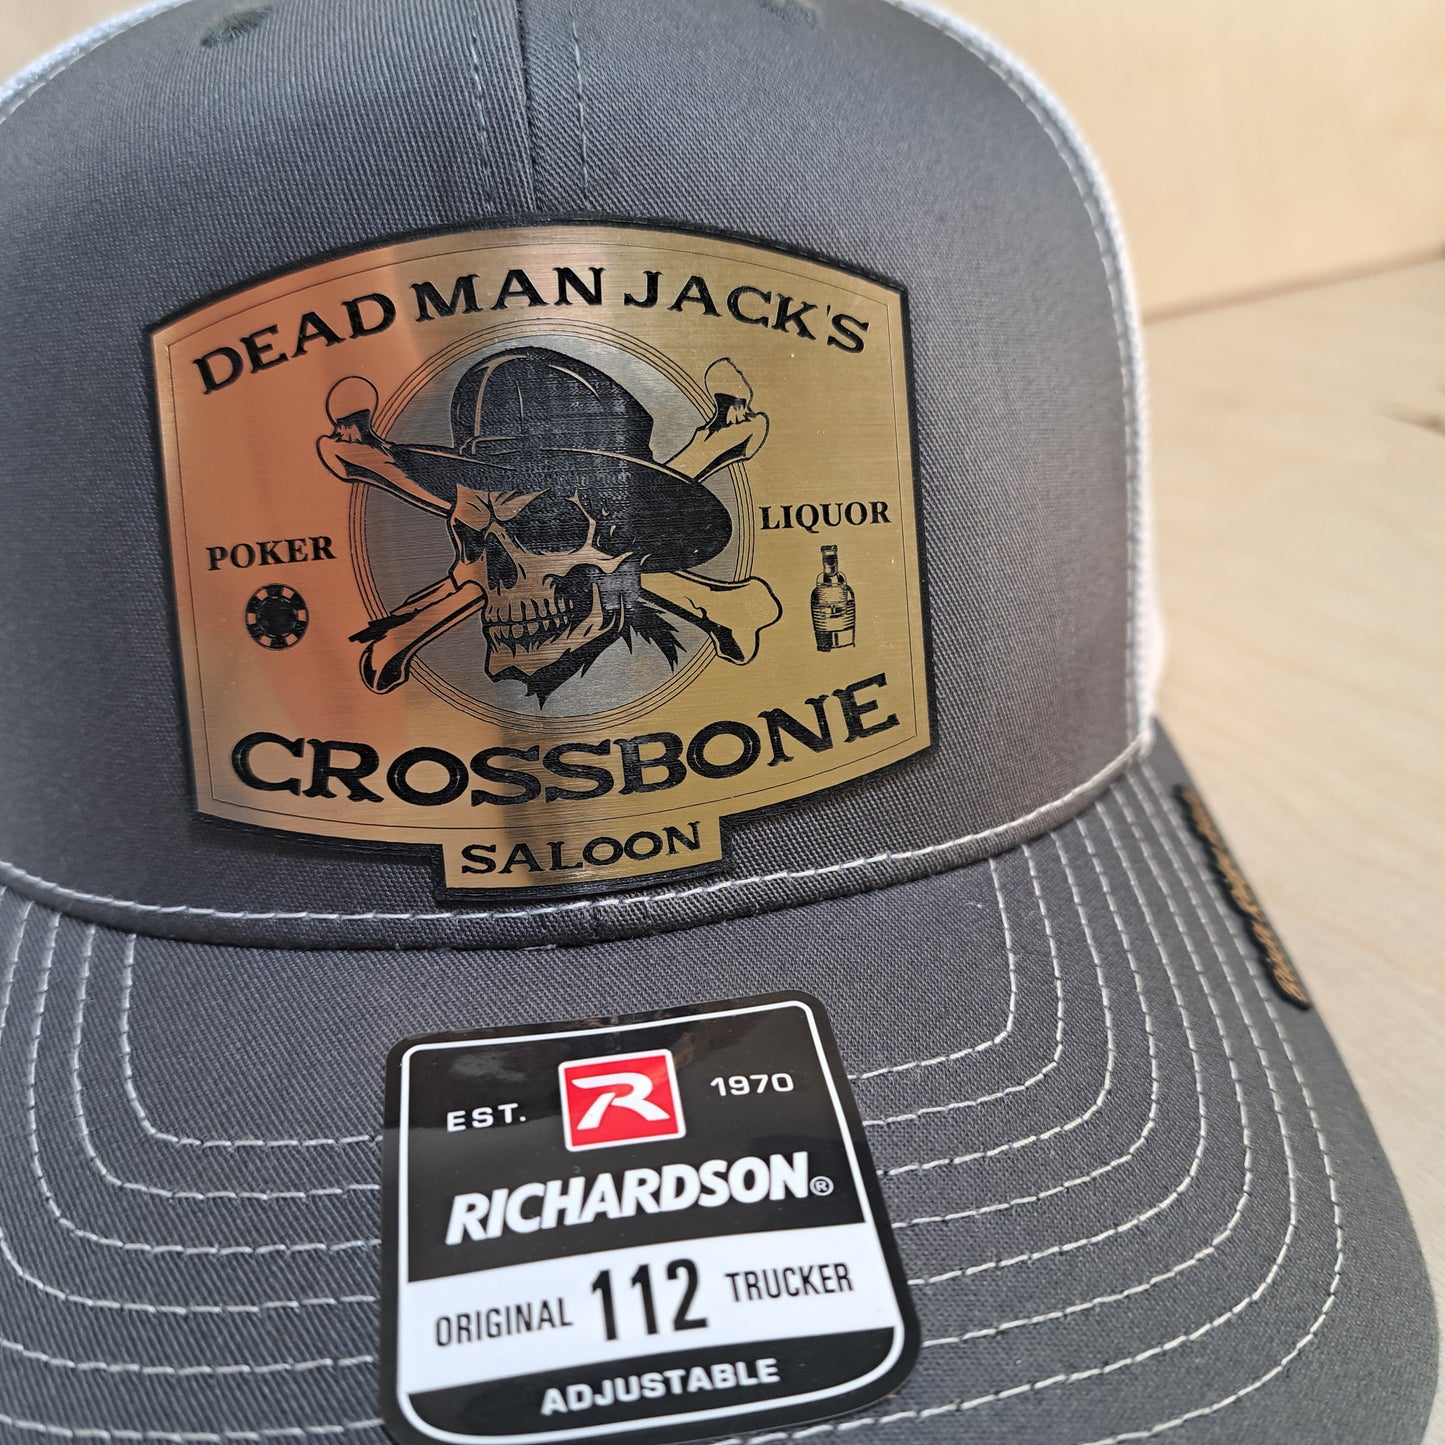 DEAD MAN JACK'S
POKER
LIQUOR
CROSSBONE
SALOON
EST. 1970
RICHARDSON®
ORIGINAL 112 TRUCKER
ADJUSTABLE